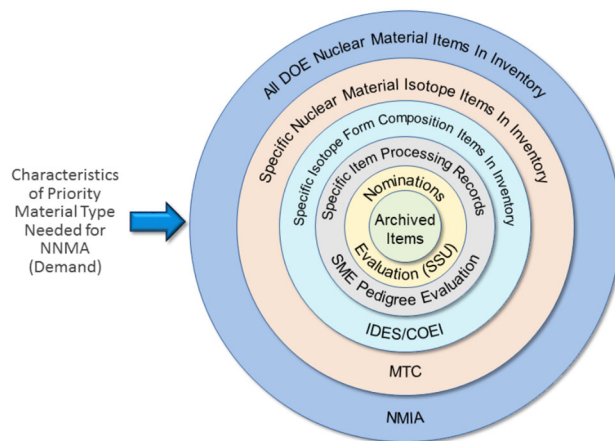 All DOE Nuclear Material Items In Inventory
Specific Nuclear Material Isotope Items In Inventory
Specific Isotope Form Composition Items In Inventory
Specific Item Processing Records
Nominations
Archived
Items
Evaluation (SSU)
SME Pedigree Evaluation
IDES/COEI
MTC
NMIA
Characteristics
of Priority
Material Type
Needed for
NNMA
(Demand)